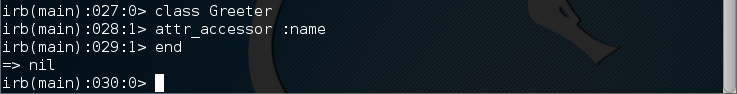 irb(main):027:0> class Greeter
irb(main):028:1> attr_accessor :name
irb(main):029:1> end
=> nil
irb(main):030:0>